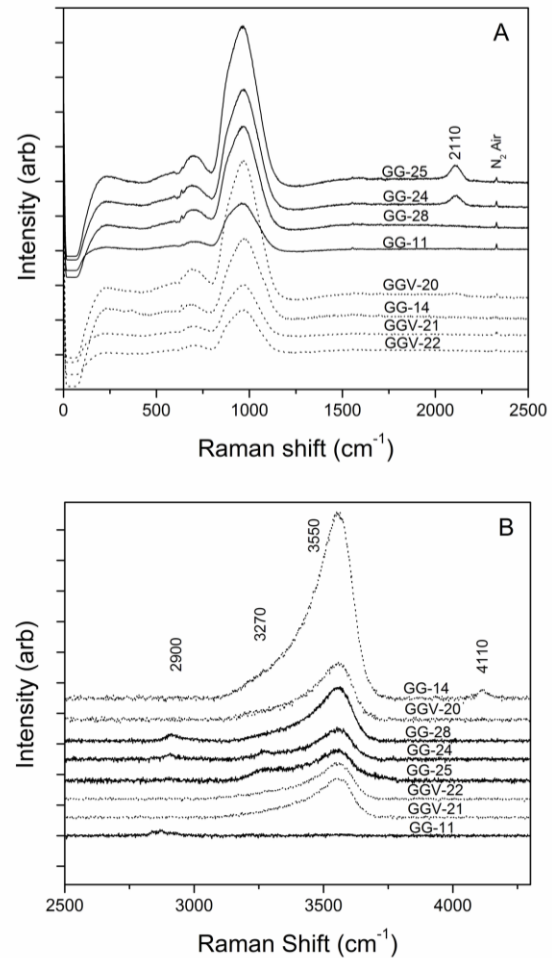 A
Intensity (arb)
2110
N2 Air
GG-25
GG-24
GG-28
GG-11
GGV-20
GG-14
GGV-21
GGV-22
0 500 1000 1500 2000 2500
Raman shift (cm-1)
B
Intensity (arb)
2900
3270
3550
4110
GG-14
GGV-20
GG-28
GG-24
GG-25
GGV-22
GGV-21
GG-11
2500 3000 3500 4000
Raman Shift (cm-1)